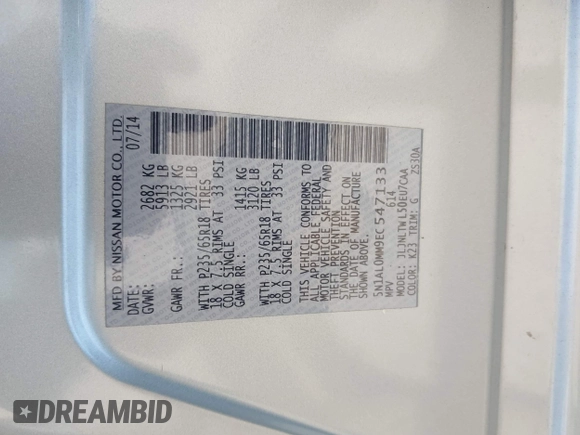 MFD BY NISSAN MOTOR CO., LTD.
DATE: 07/14
GVWR: 2682 KG
5913 LB
GAWR FR.: 1325 KG
2921 LB
WITH P235/65R18 TIRES
18 X 7.5 RIMS AT 33 PSI
COLD SINGLE
GAWR RR.: 1415 KG
3120 LB
WITH P235/65R18 TIRES
18 X 7.5 RIMS AT 33 PSI
COLD SINGLE
THIS VEHICLE CONFORMS TO
ALL APPLICABLE FEDERAL
MOTOR VEHICLE SAFETY AND
THEFT PREVENTION
STANDARDS IN EFFECT ON
THE DATE OF MANUFACTURE
SHOWN ABOVE.
5N1AL0MM9EC547133
MPV
MODEL:
COLOR: K23 TRIM: G ZS30A
DREAMBID